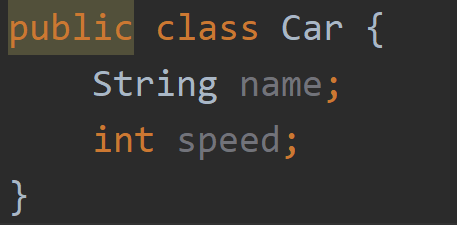 public class Car {
    String name;
    int speed;
}